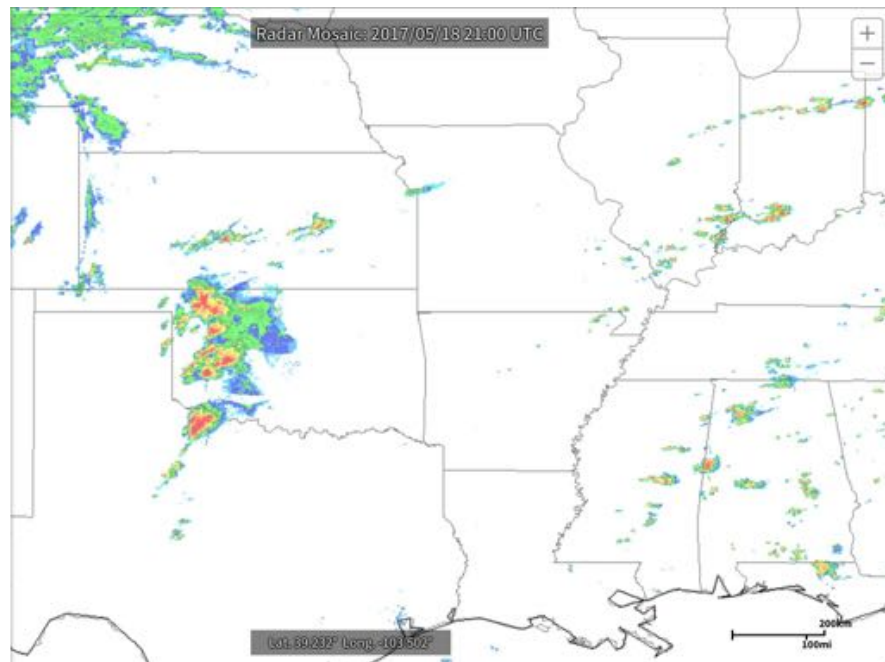 Radar Mosaic: 2017/05/18 21:00 UTC
+
−
200km
100mi
Lat. 39.232° Long. -103.502°